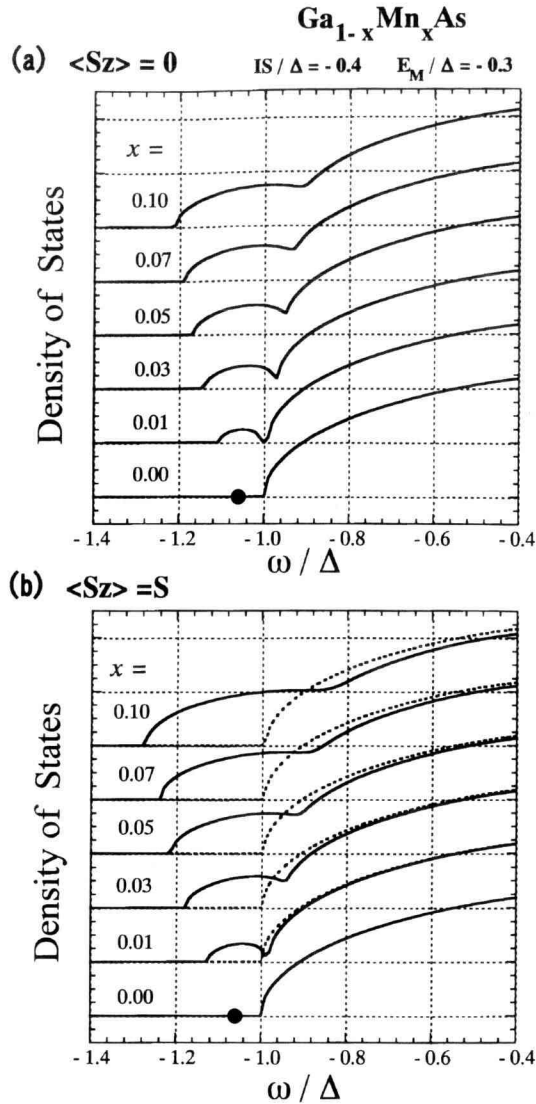 Ga1-xMnxAs
(a) <Sz> = 0 IS / Δ = - 0.4 EM / Δ = - 0.3
x =
0.10
0.07
0.05
0.03
0.01
0.00
Density of States
- 1.4 - 1.2 - 1.0 - 0.8 - 0.6 - 0.4
ω / Δ
(b) <Sz> =S
x =
0.10
0.07
0.05
0.03
0.01
0.00
Density of States
- 1.4 - 1.2 - 1.0 - 0.8 - 0.6 - 0.4
ω / Δ